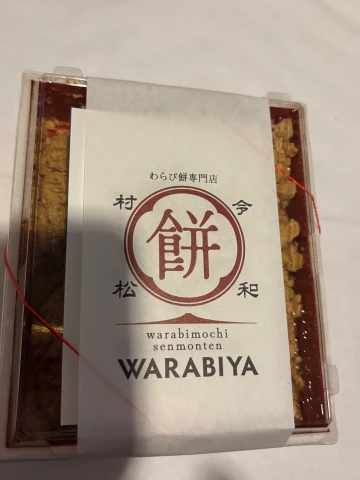 わらび餅専門店
村 令
餅
松 和
warabimochi
senmonten
WARABIYA